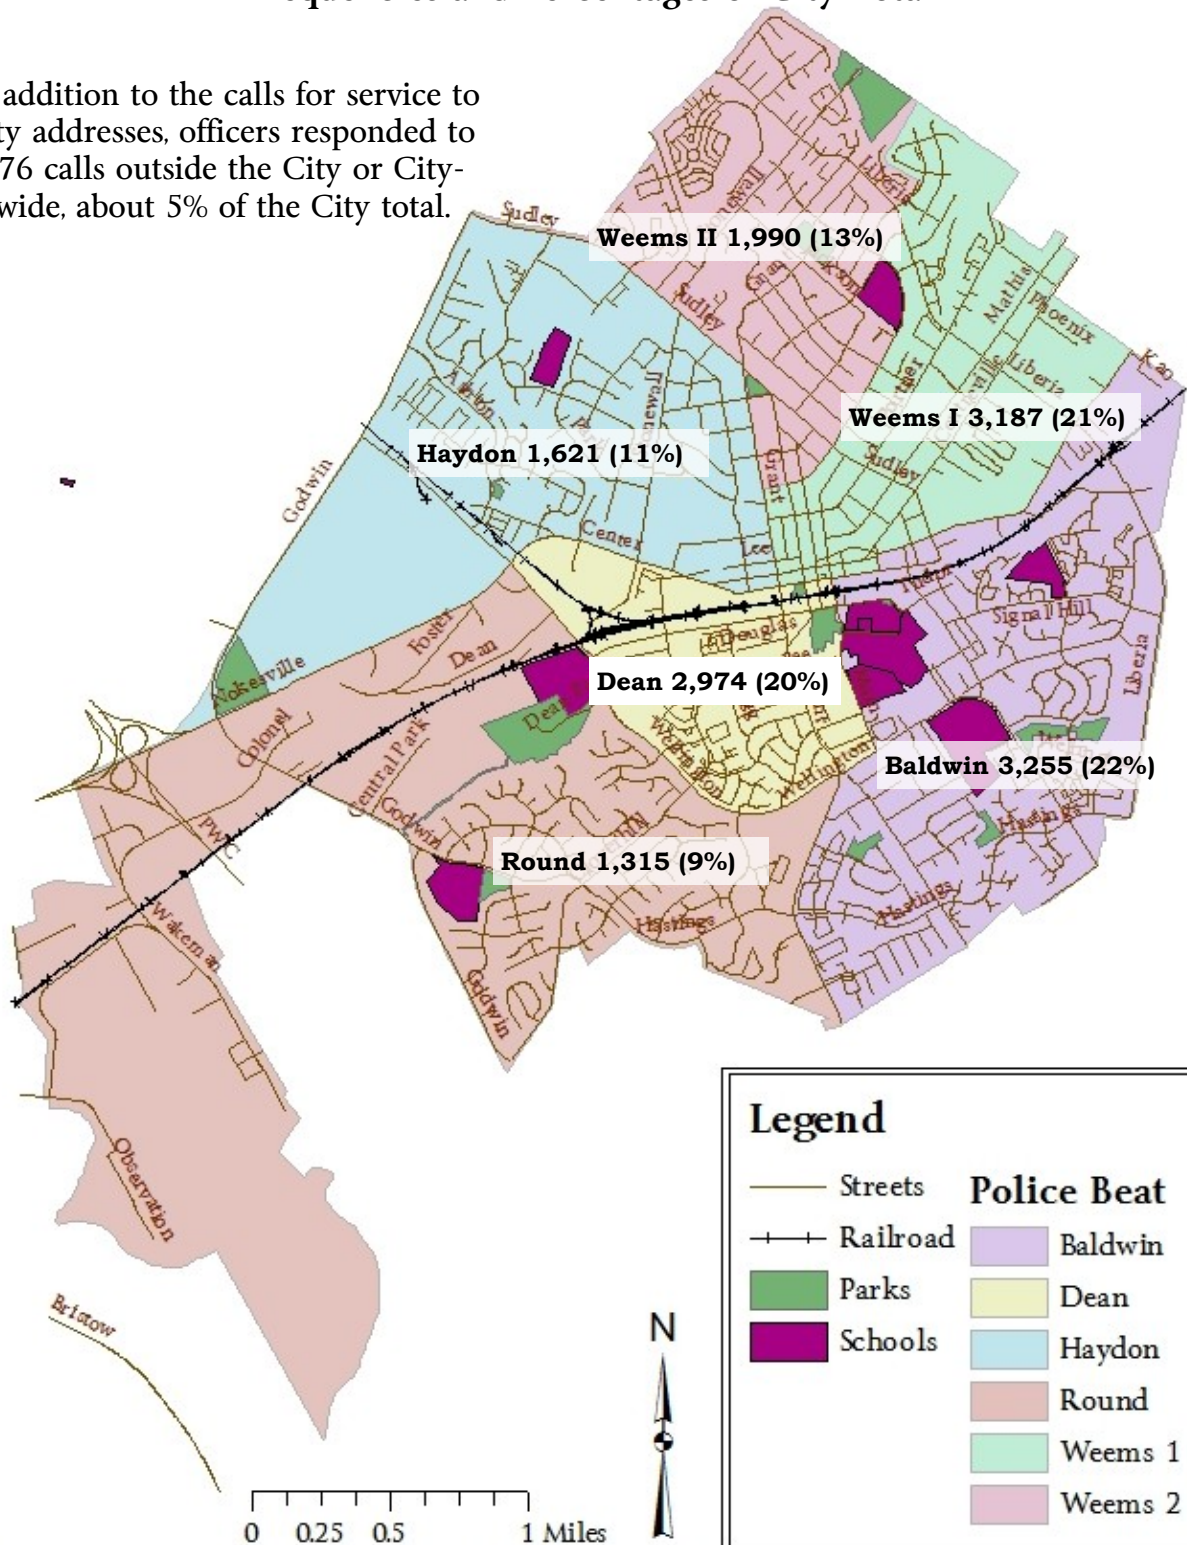 addition to the calls for service to
ty addresses, officers responded to
76 calls outside the City or City-
wide, about 5% of the City total.
Sudley
Liberia
Weems II 1,990 (13%)
Sudley
Mathis
Phoenix
Liberia
Kao
Weems I 3,187 (21%)
Haydon 1,621 (11%)
Sudley
Grant
Godwin
Center
Lee
Foster
Dean
Douglas
Signal Hill
Liberia
Nokesville
Dean 2,974 (20%)
Colonel
Central Park
Wellington
Wellington
Baldwin 3,255 (22%)
Godwin
PWC
Hastings
Round 1,315 (9%)
Hastings
Hastings
Wakeman
Godwin
Observation
Bristow
Legend
Streets
Railroad
Parks
Schools
Police Beat
Baldwin
Dean
Haydon
Round
Weems 1
Weems 2
N
0 0.25 0.5 1 Miles